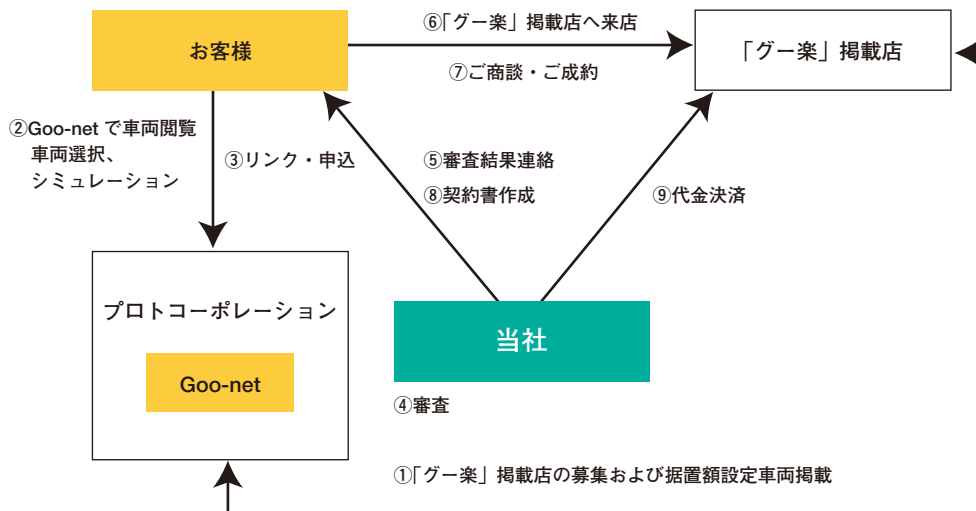 ⑥「グー楽」掲載店へ来店
お客様
「グー楽」掲載店
⑦ご商談・ご成約
②Goo-net で車両閲覧
車両選択、
シミュレーション
③リンク・申込
⑤審査結果連絡
⑧契約書作成
⑨代金決済
プロトコーポレーション
Goo-net
当社
④審査
①「グー楽」掲載店の募集および据置額設定車両掲載